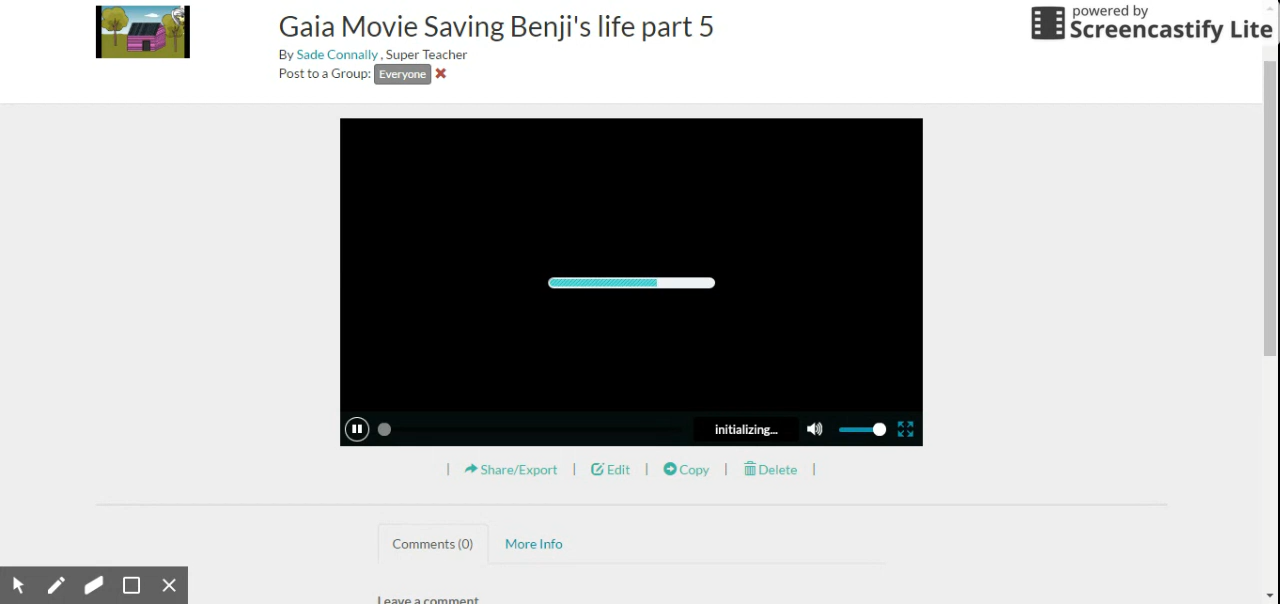 Gaia Movie Saving Benji's life part 5
By Sade Connally , Super Teacher
Post to a Group: Everyone
powered by
Screencastify Lite
initializing...
| Share/Export | Edit | Copy | Delete |
Comments (0) More Info
Leave a comment